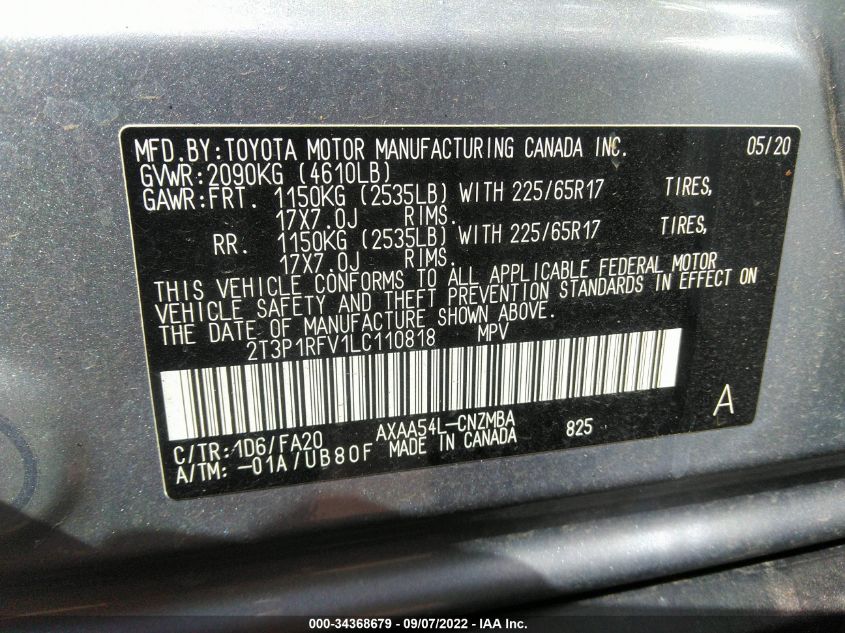 MFD.BY:TOYOTA MOTOR MANUFACTURING CANADA INC. 05/20
GVWR:2090KG (4610LB)
GAWR:FRT. 1150KG (2535LB) WITH 225/65R17 TIRES,
17X7.0J RIMS.
RR. 1150KG (2535LB) WITH 225/65R17 TIRES,
17X7.0J RIMS.
THIS VEHICLE CONFORMS TO ALL APPLICABLE FEDERAL MOTOR
VEHICLE SAFETY AND THEFT PREVENTION STANDARDS IN EFFECT ON
THE DATE OF MANUFACTURE SHOWN ABOVE.
2T3P1RFV1LC110818 MPV
A
C/TR:1D6/FA20 AXAA54L-CNZMBA 825
A/TM: -01A/UB80F MADE IN CANADA
000-34368679 - 09/07/2022 - IAA Inc.